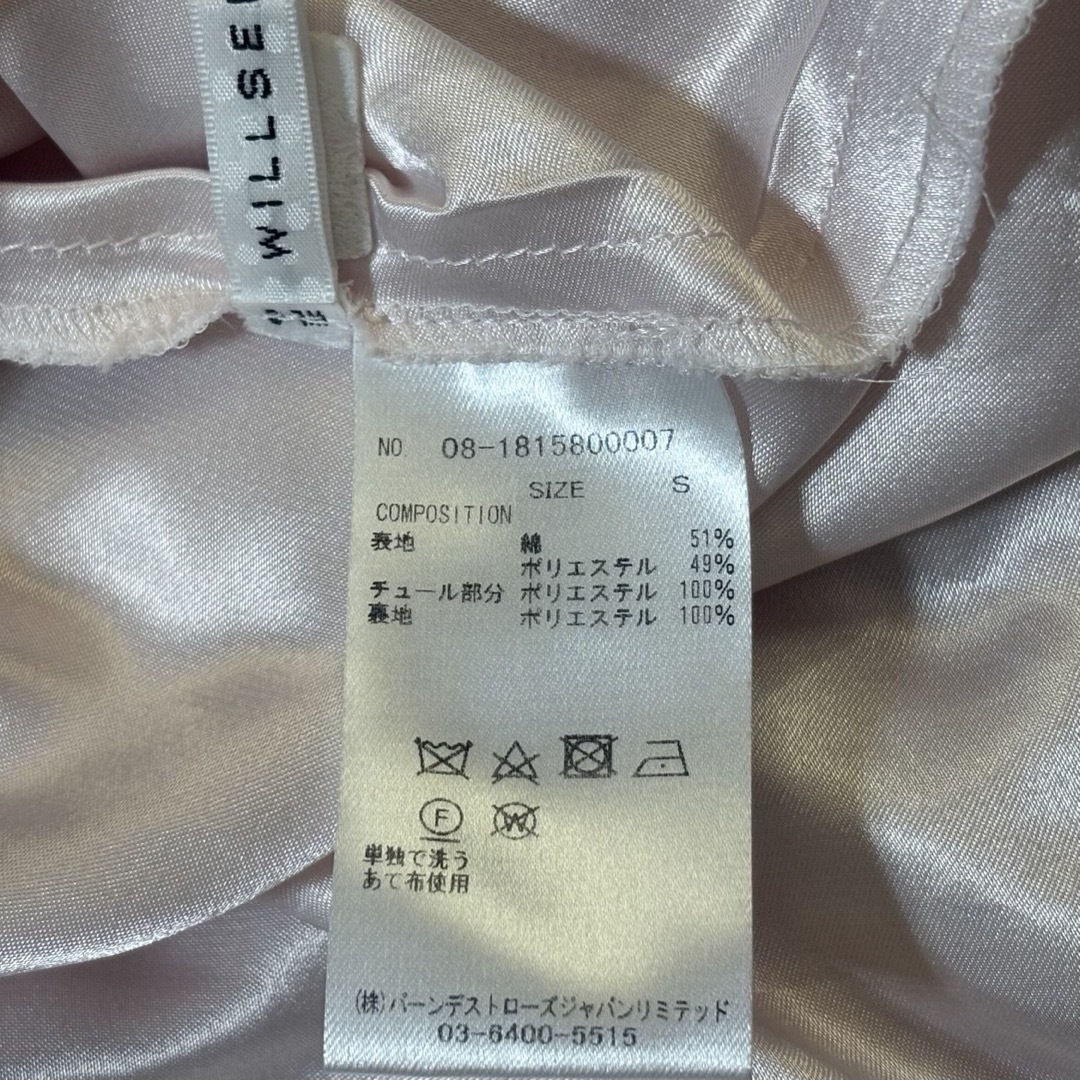 WILLSE
NO. 08-1815800007
SIZE S
COMPOSITION
表地 綿 51%
ポリエステル 49%
チュール部分 ポリエステル 100%
裏地 ポリエステル 100%
F W
単独で洗う
あて布使用
(株)バーンデストローズジャパンリミテッド
03-6400-5515